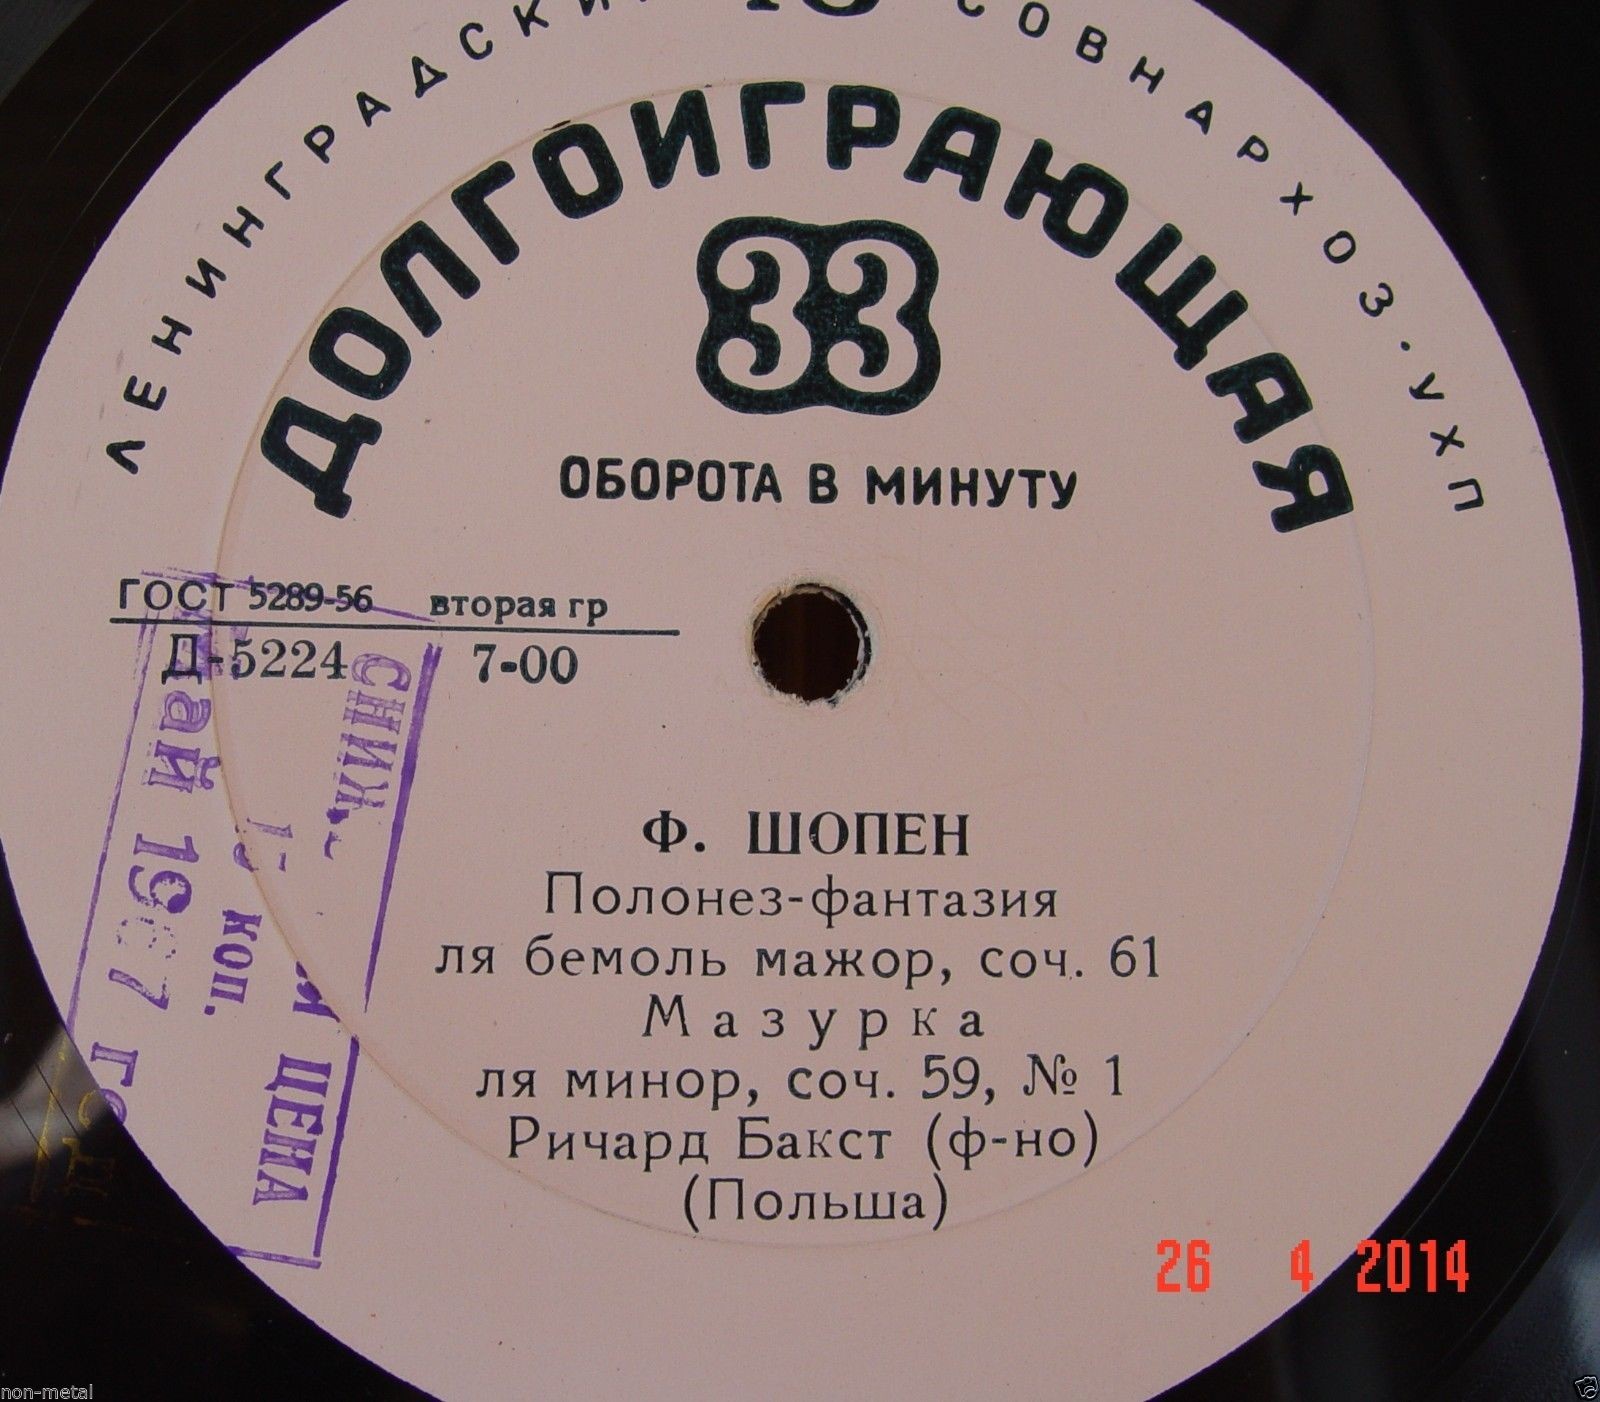 ЛЕНИНГРАДСКИЙ СОВНАРХОЗ · УХП
ДОЛГОИГРАЮЩАЯ
33
ОБОРОТА В МИНУТУ
ГОСТ 5289-56 вторая гр
Д-5224 7-00
Ф. ШОПЕН
Полонез-фантазия
ля бемоль мажор, соч. 61
Мазурка
ля минор, соч. 59, № 1
Ричард Бакст (ф-но)
(Польша)
коп.
ЦЕНА
май 1967
26 4 2014
non-metal